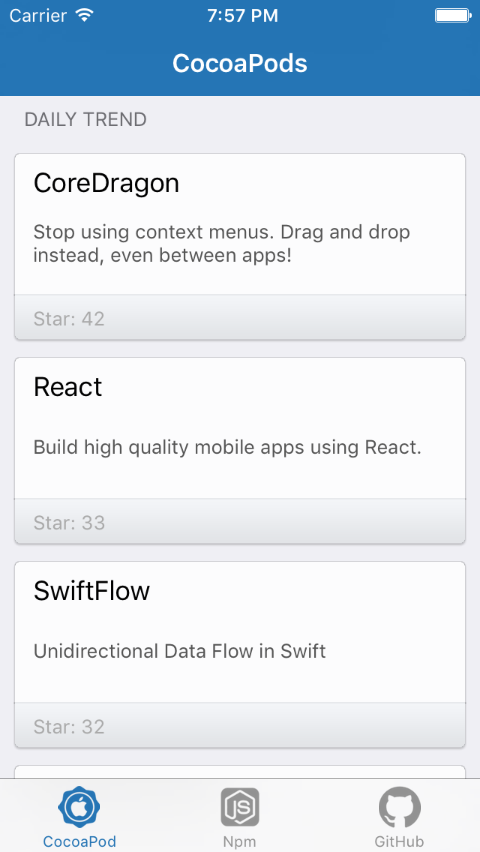 Carrier 7:57 PM
CocoaPods
DAILY TREND
CoreDragon
Stop using context menus. Drag and drop
instead, even between apps!
Star: 42
React
Build high quality mobile apps using React.
Star: 33
SwiftFlow
Unidirectional Data Flow in Swift
Star: 32
JS
CocoaPod Npm GitHub